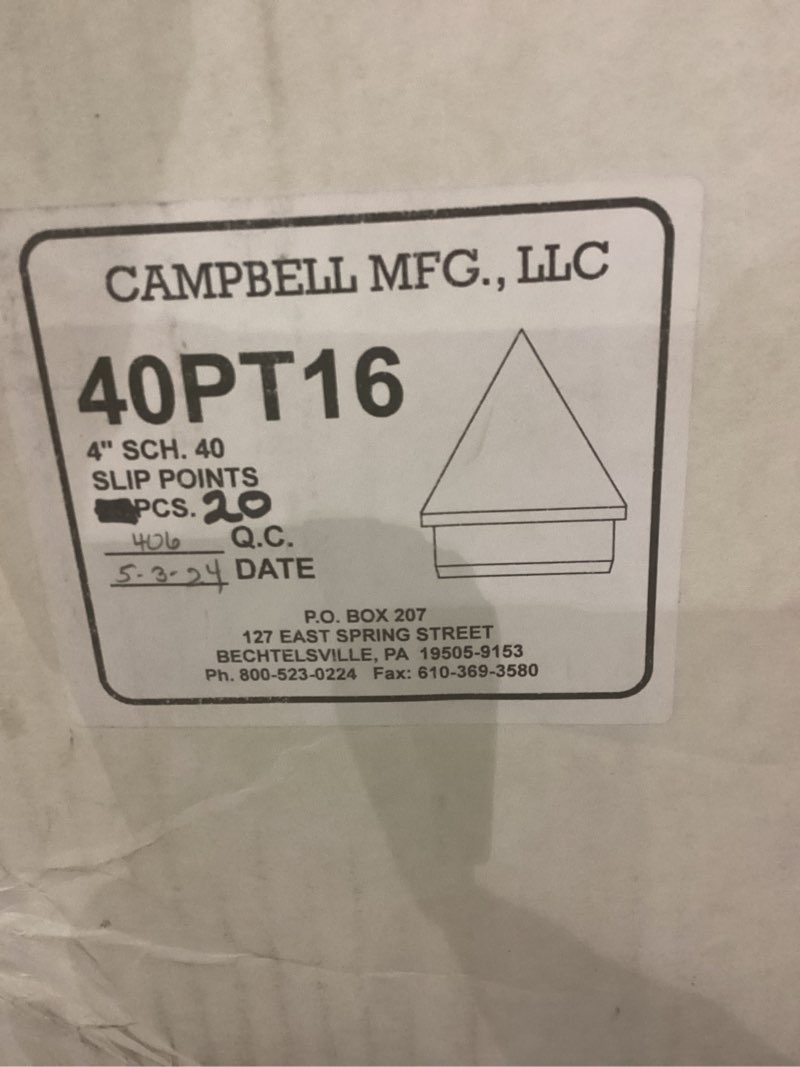 CAMPBELL MFG., LLC
40PT16
4" SCH. 40
SLIP POINTS
PCS. 20
406 Q.C.
5-3-24 DATE
P.O. BOX 207
127 EAST SPRING STREET
BECHTELSVILLE, PA 19505-9153
Ph. 800-523-0224 Fax: 610-369-3580